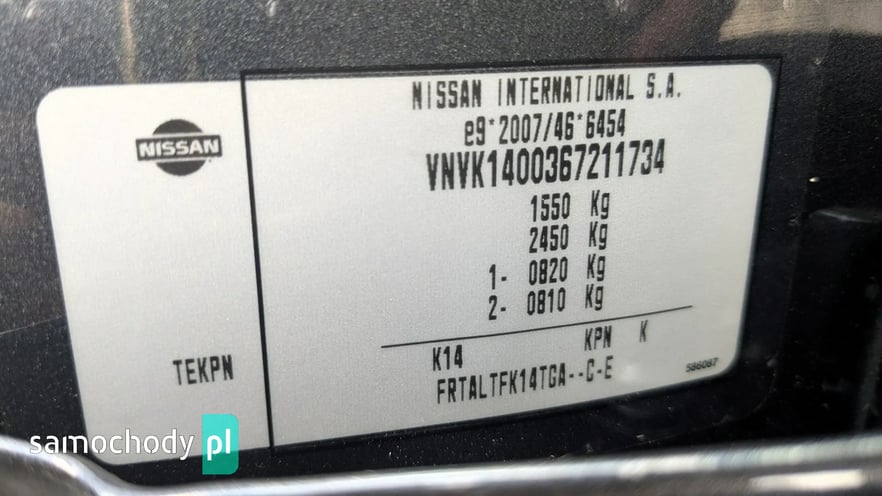 NISSAN
TEKPN
NISSAN INTERNATIONAL S.A.
e9*2007/46*6454
VNVK1400367211734
1550 Kg
2450 Kg
1- 0820 Kg
2- 0810 Kg
K14 KPN K
FRTALTFK14TGA--C-E
586087
samochody pl